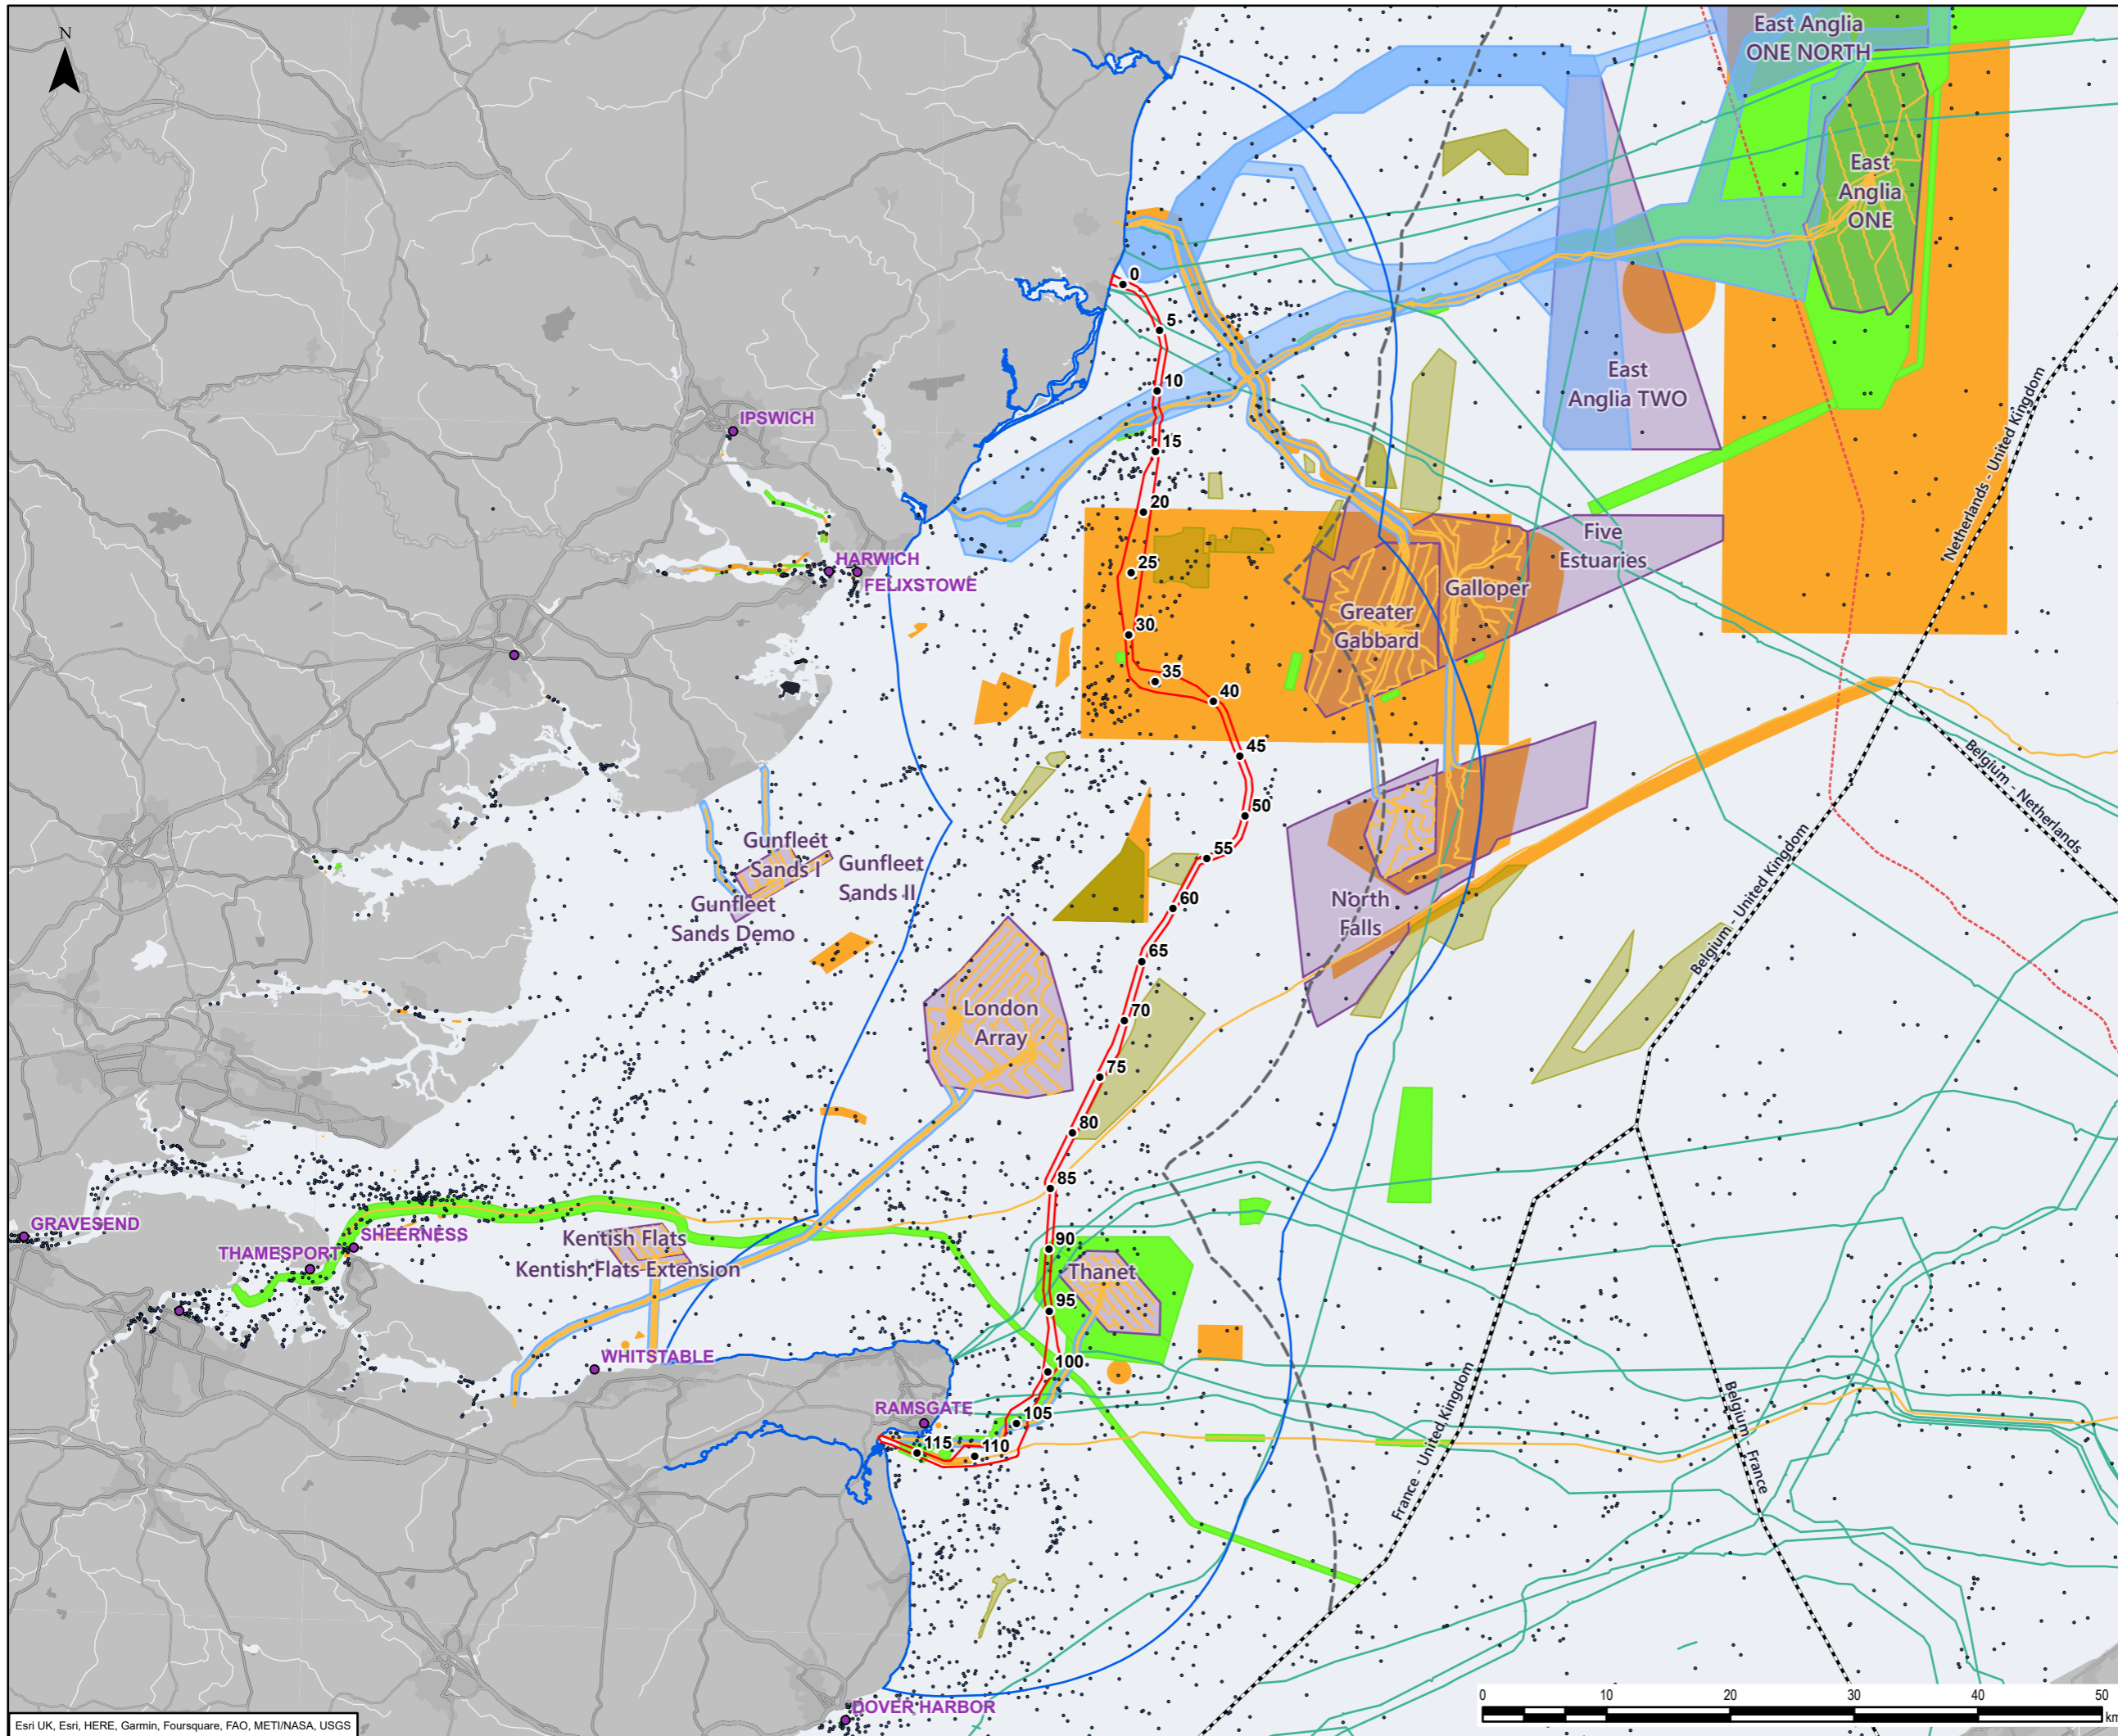 N
East Anglia
ONE NORTH
East
Anglia
ONE
0
5
10
15
20
25
30
35
40
45
50
55
60
65
70
75
80
85
90
95
100
105
110
115
East
Anglia TWO
IPSWICH
HARWICH
FELIXSTOWE
Five
Estuaries
Galloper
Greater
Gabbard
Netherlands - United Kingdom
Belgium - Netherlands
Belgium - United Kingdom
Gunfleet
Sands I
Gunfleet
Sands II
Gunfleet
Sands Demo
North
Falls
London
Array
GRAVESEND
SHEERNESS
THAMESPORT
Kentish Flats
Kentish Flats Extension
Thanet
WHITSTABLE
RAMSGATE
France - United Kingdom
Belgium - France
DOVER HARBOR
0 10 20 30 40 50
km
Esri UK, Esri, HERE, Garmin, Foursquare, FAO, METI/NASA, USGS